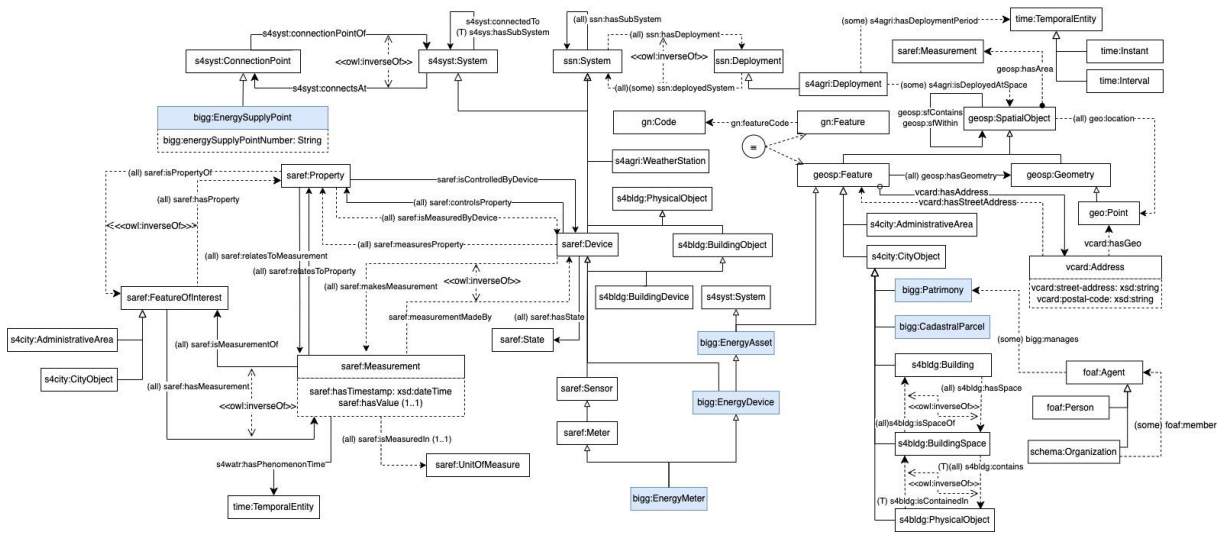 s4syst:connectionPointOf
s4syst:ConnectionPoint
<<owl:inverseOf>>
s4syst:connectsAt
s4syst:connectedTo
(T) s4sys:hasSubSystem
s4syst:System
bigg:EnergySupplyPoint
bigg:energySupplyPointNumber: String
(all) ssn:hasSubSystem
ssn:System
(all) ssn:hasDeployment
<<owl:inverseOf>>
(all)(some) ssn:deployedSystem
ssn:Deployment
(some) s4agri:hasDeploymentPeriod
s4agri:Deployment
(some) s4agri:isDeployedAtSpace
time:TemporalEntity
time:Instant
time:Interval
saref:Measurement
geosp:hasArea
geosp:sfContains
geosp:sfWithin
geosp:SpatialObject
(all) geo:location
gn:Code
gn:featureCode
gn:Feature
≡
s4agri:WeatherStation
geosp:Feature
(all) geosp:hasGeometry
geosp:Geometry
vcard:hasAddress
vcard:hasStreetAddress
geo:Point
vcard:hasGeo
vcard:Address
vcard:street-address: xsd:string
vcard:postal-code: xsd:string
s4city:AdministrativeArea
s4city:CityObject
(all) saref:isPropertyOf
saref:Property
(all) saref:hasProperty
<<owl:inverseOf>>
saref:isControlledByDevice
(all) saref:controlsProperty
(all) saref:isMeasuredByDevice
(all) saref:measuresProperty
s4bldg:PhysicalObject
saref:Device
s4bldg:BuildingObject
(all) saref:relatesToMeasurement
(all) saref:relatesToProperty
<<owl:inverseOf>>
(all) saref:makesMeasurement
saref:measurementMadeBy
s4bldg:BuildingDevice
s4syst:System
saref:FeatureOfInterest
s4city:AdministrativeArea
s4city:CityObject
(all) saref:isMeasurementOf
(all) saref:hasMeasurement
<<owl:inverseOf>>
(all) saref:hasState
saref:State
bigg:EnergyAsset
saref:Measurement
saref:hasTimestamp: xsd:dateTime
saref:hasValue (1..1)
saref:Sensor
bigg:EnergyDevice
saref:Meter
(all) saref:isMeasuredIn (1..1)
saref:UnitOfMeasure
s4watr:hasPhenomenonTime
time:TemporalEntity
bigg:EnergyMeter
bigg:Patrimony
bigg:CadastralParcel
(some) bigg:manages
s4bldg:Building
(all) s4bldg:hasSpace
<<owl:inverseOf>>
(all)s4bldg:isSpaceOf
s4bldg:BuildingSpace
(T)(all) s4bldg:contains
<<owl:inverseOf>>
(T) s4bldg:isContainedIn
s4bldg:PhysicalObject
foaf:Agent
foaf:Person
(some) foaf:member
schema:Organization